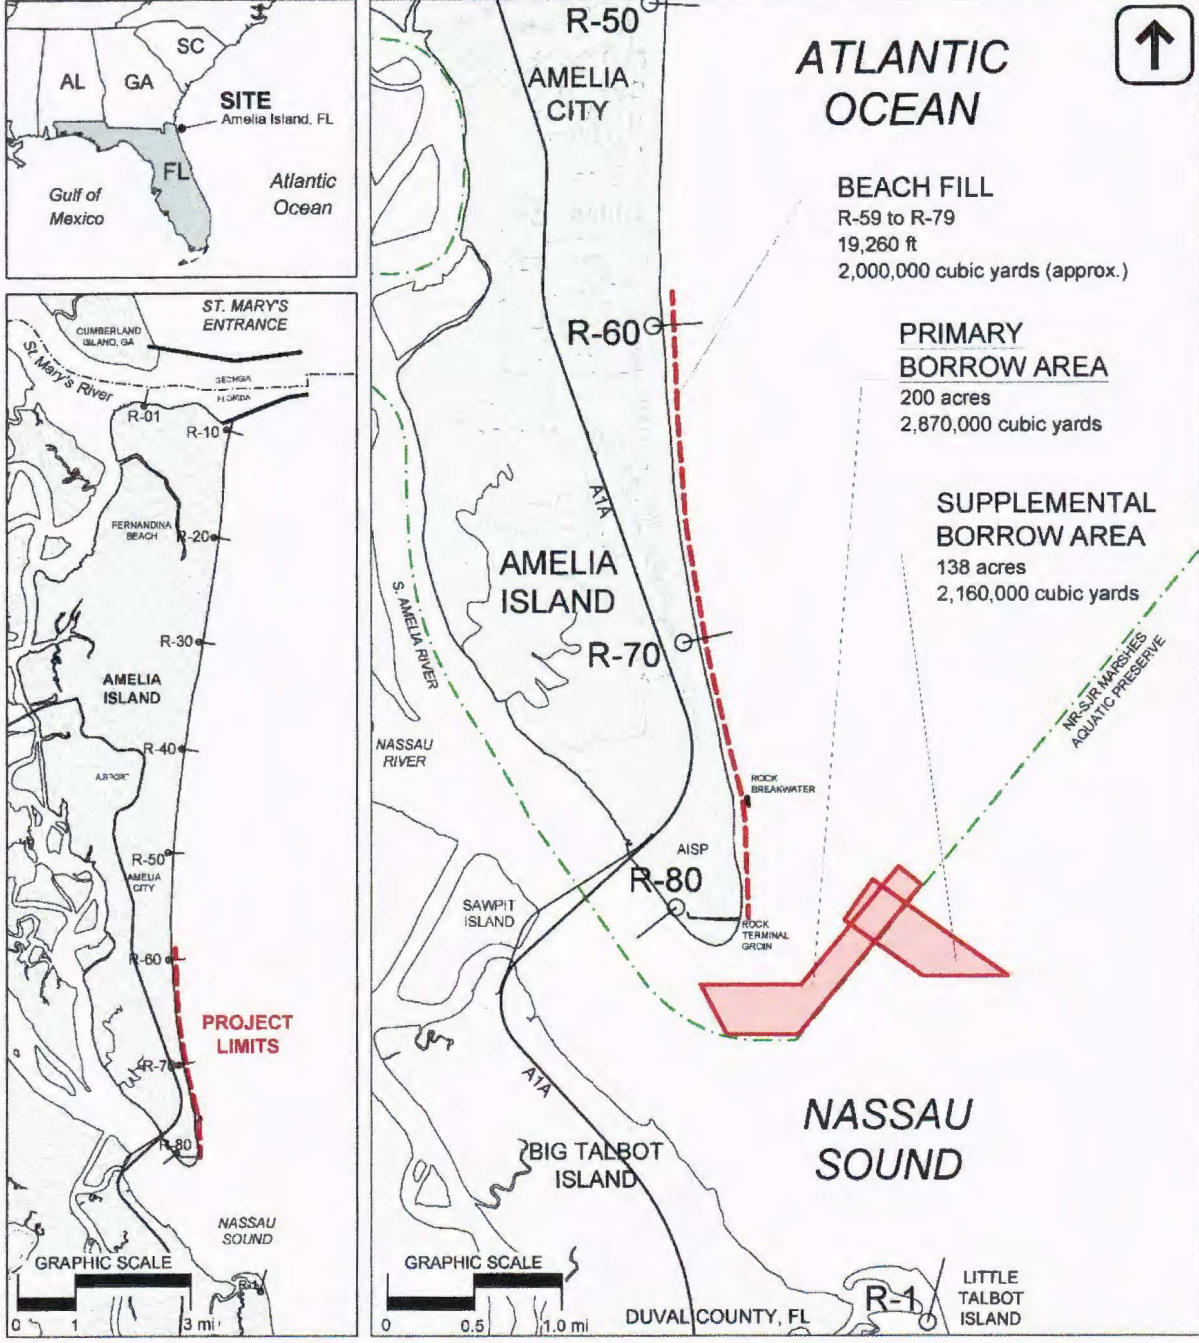 SC
AL
GA
SITE
Amelia Island, FL
FL
Gulf of
Mexico
Atlantic
Ocean
ST. MARY'S
ENTRANCE
CUMBERLAND
ISLAND, GA
St. Mary's River
GEORGIA
FLORIDA
R-01
R-10
FERNANDINA
BEACH
R-20
R-30
AMELIA
ISLAND
R-40
AIRPORT
R-50
AMELIA
CITY
R-60
PROJECT
LIMITS
R-70
R-80
NASSAU
SOUND
GRAPHIC SCALE
R-1
0 1 3 mi
R-50
AMELIA
CITY
ATLANTIC
OCEAN
BEACH FILL
R-59 to R-79
19,260 ft
2,000,000 cubic yards (approx.)
R-60
PRIMARY
BORROW AREA
200 acres
2,870,000 cubic yards
A1A
SUPPLEMENTAL
BORROW AREA
138 acres
2,160,000 cubic yards
AMELIA
ISLAND
S. AMELIA RIVER
R-70
NR-SJR MARSHES
AQUATIC PRESERVE
NASSAU
RIVER
ROCK
BREAKWATER
AISP
R-80
SAWPIT
ISLAND
ROCK
TERMINAL
GROIN
A1A
NASSAU
SOUND
BIG TALBOT
ISLAND
GRAPHIC SCALE
0 0.5 1.0 mi
DUVAL COUNTY, FL
R-1
LITTLE
TALBOT
ISLAND